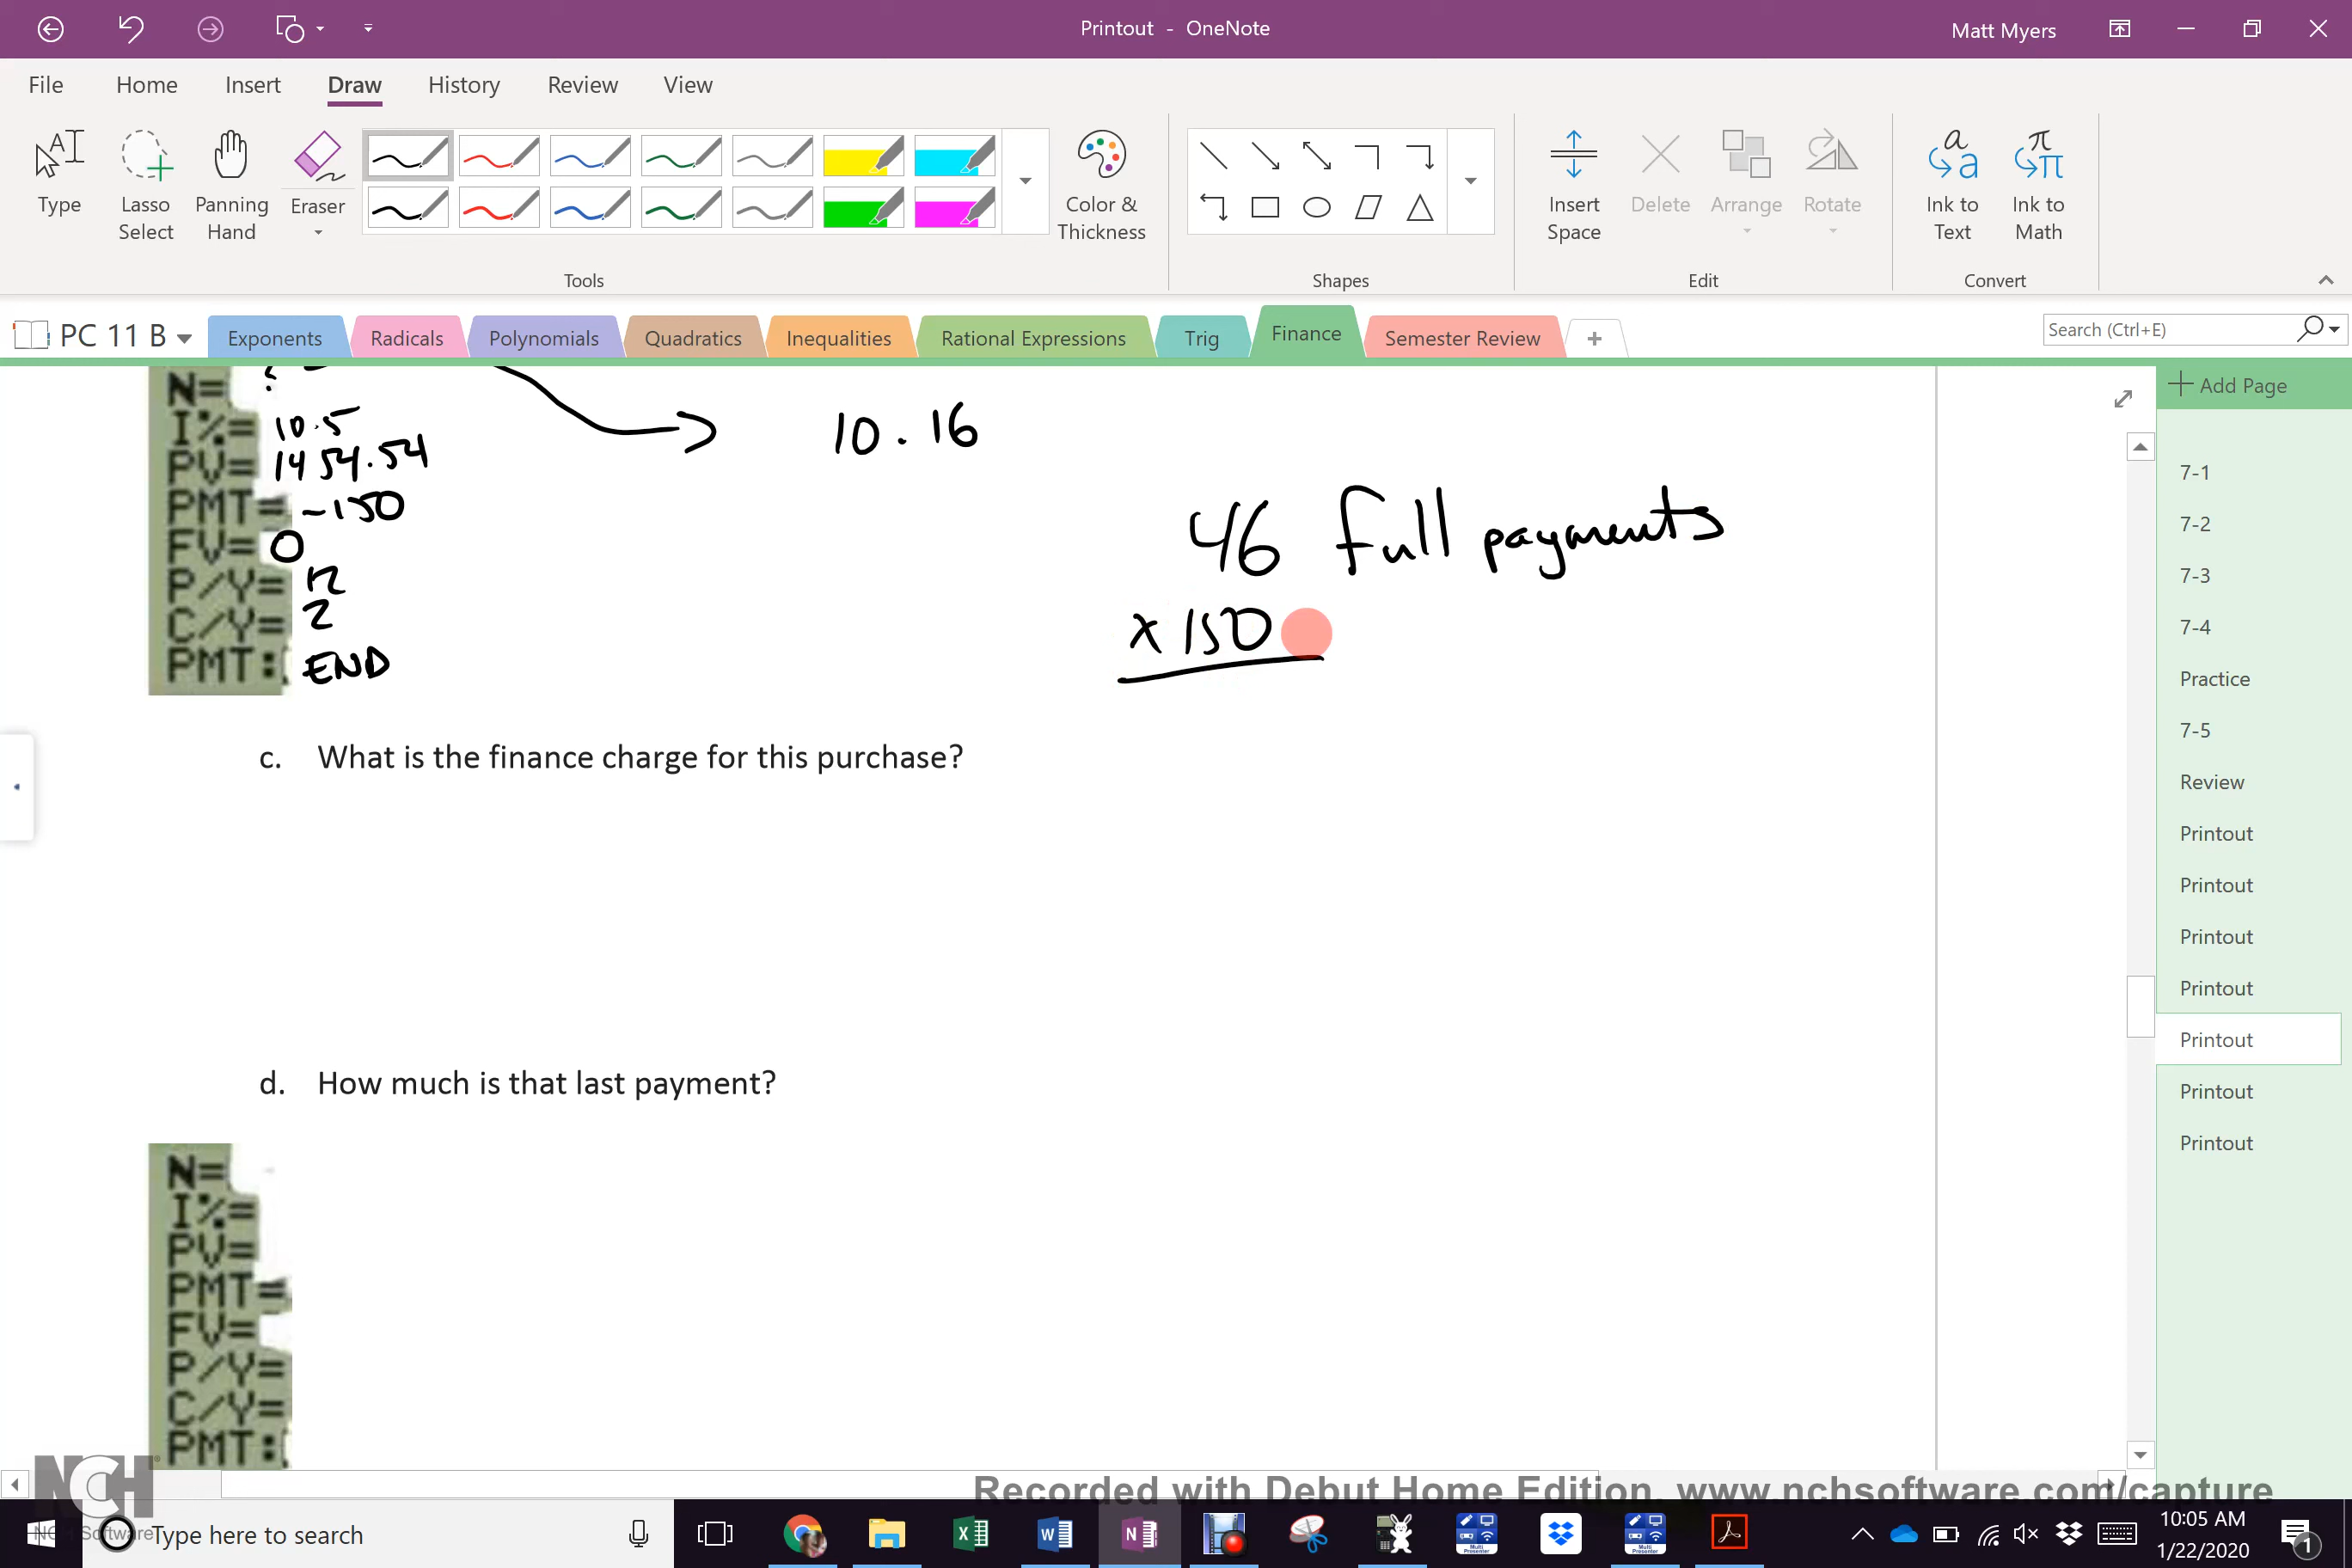 Printout - OneNote
Matt Myers
File Home Insert Draw History Review View
Type
Lasso Select
Panning Hand
Eraser
Color & Thickness
Insert Space
Delete
Arrange
Rotate
Ink to Text
Ink to Math
Tools
Shapes
Edit
Convert
PC 11 B
Exponents Radicals Polynomials Quadratics Inequalities Rational Expressions Trig Finance Semester Review +
Search (Ctrl+E)
Add Page
7-1
7-2
7-3
7-4
Practice
7-5
Review
Printout
Printout
Printout
Printout
Printout
Printout
Printout
N= ?
I%= 10.5
PV= 1454.54
PMT= -150
FV= 0
P/Y= 12
C/Y= 2
PMT: END
10.16
46 full payments
x 150
c. What is the finance charge for this purchase?
d. How much is that last payment?
N=
I%=
PV=
PMT=
FV=
P/Y=
C/Y=
PMT:
NCH
NCH Software
Recorded with Debut Home Edition. www.nchsoftware.com/capture
Type here to search
10:05 AM
1/22/2020
1